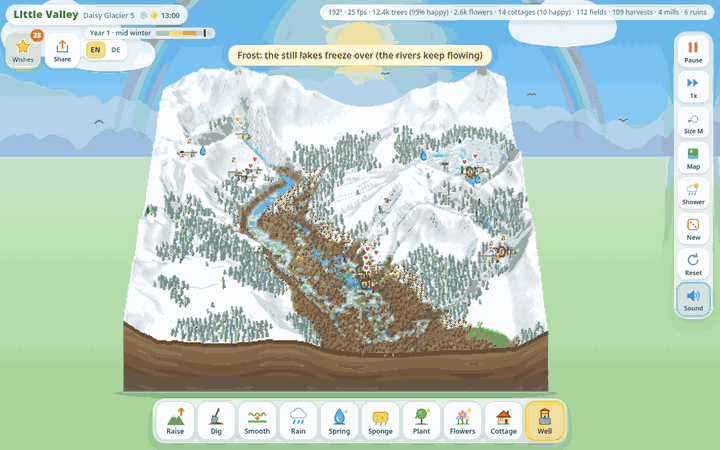 Little Valley Daisy Glacier 5 13:00
192² · 25 fps · 12.4k trees (99% happy) · 2.6k flowers · 14 cottages (10 happy) · 112 fields · 109 harvests · 4 mills · 6 ruins
Year 1 · mid winter
28
Wishes
Share
EN
DE
Frost: the still lakes freeze over (the rivers keep flowing)
Pause
1x
Size M
Map
Shower
New
Reset
Sound
Raise
Dig
Smooth
Rain
Spring
Sponge
Plant
Flowers
Cottage
Well